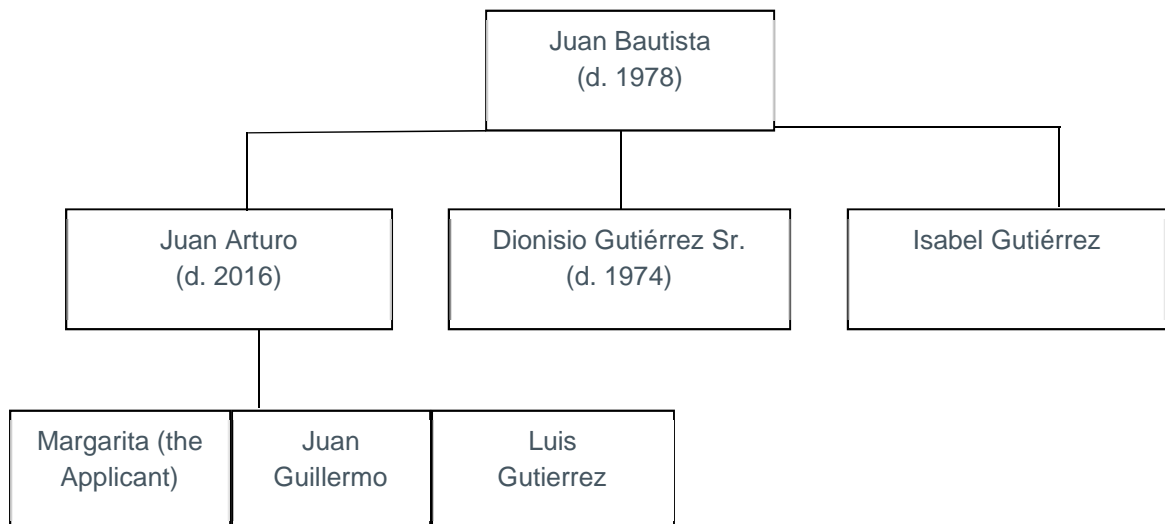 Juan Bautista
(d. 1978)
Juan Arturo
(d. 2016)
Dionisio Gutiérrez Sr.
(d. 1974)
Isabel Gutiérrez
Margarita (the
Applicant)
Juan
Guillermo
Luis
Gutierrez